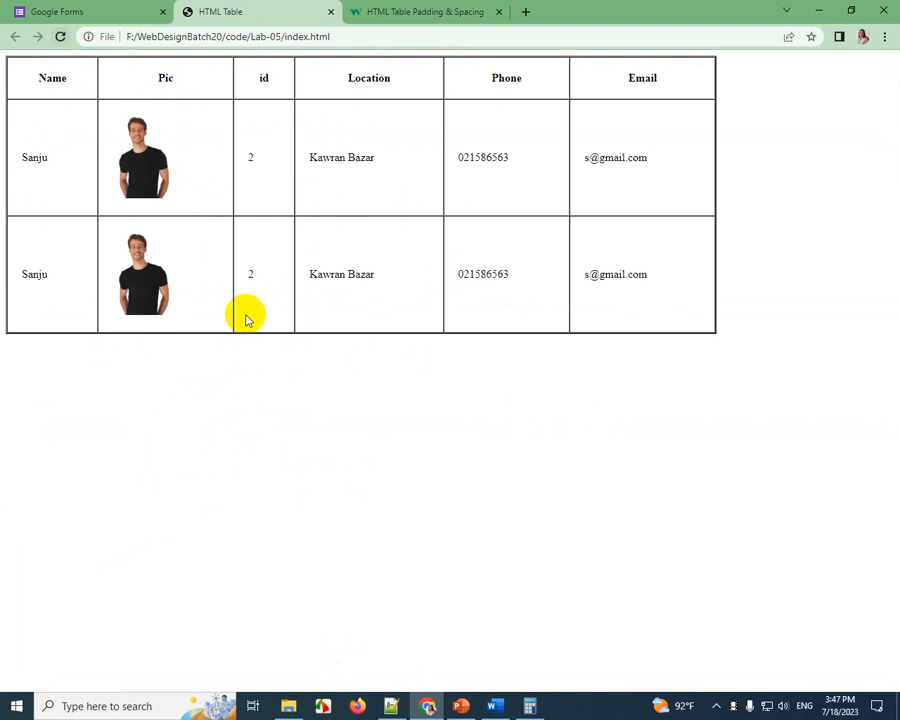 Google Forms
HTML Table
HTML Table Padding & Spacing
File F:/WebDesignBatch20/code/Lab-05/index.html
Name Pic id Location Phone Email
Sanju 2 Kawran Bazar 021586563 s@gmail.com
Sanju 2 Kawran Bazar 021586563 s@gmail.com
Type here to search
92°F
ENG
3:47 PM
7/18/2023